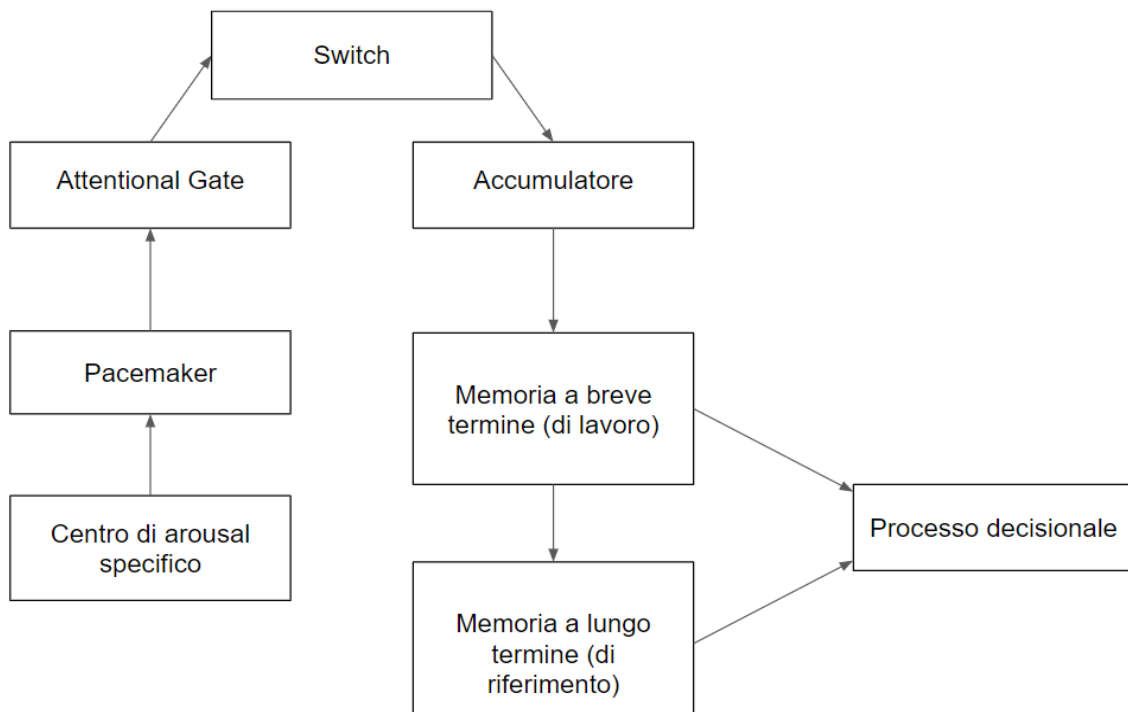 Switch
Attentional Gate
Accumulatore
Pacemaker
Memoria a breve
termine (di lavoro)
Centro di arousal
specifico
Processo decisionale
Memoria a lungo
termine (di
riferimento)